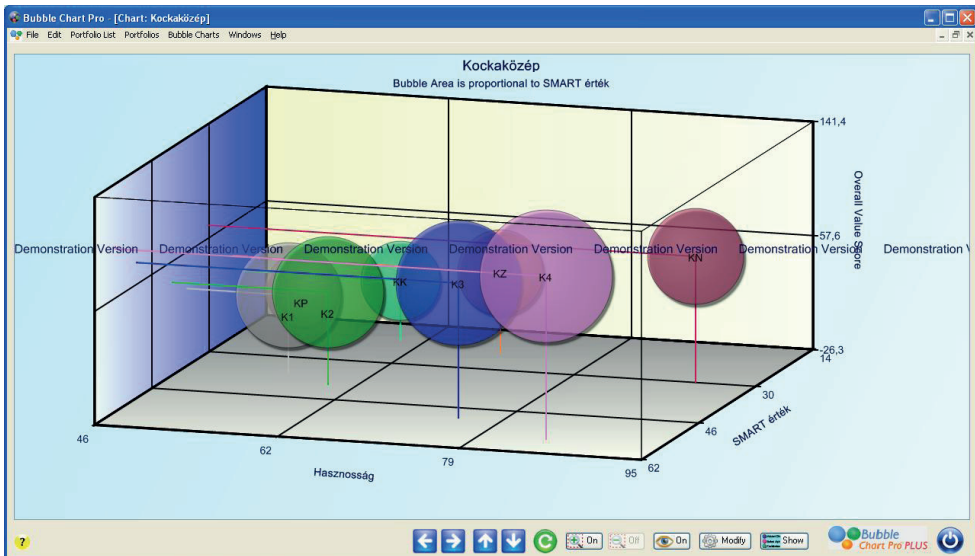 Bubble Chart Pro - [Chart: Kockaközép]
File Edit Portfolio List Portfolios Bubble Charts Windows Help
Kockaközép
Bubble Area is proportional to SMART érték
141,4
Overall Value Score
57,6
Demonstration Version Demonstration Version Demonstration Version Demonstration Version Demonstration Version Demonstration Version Demonstration V
KN
KZ
K4
KK
K3
KP
K1
K2
-26,3
14
30
SMART érték
46
62
46
62
79
95
Hasznosság
? On Off On Modify Show
Bubble
Chart Pro PLUS